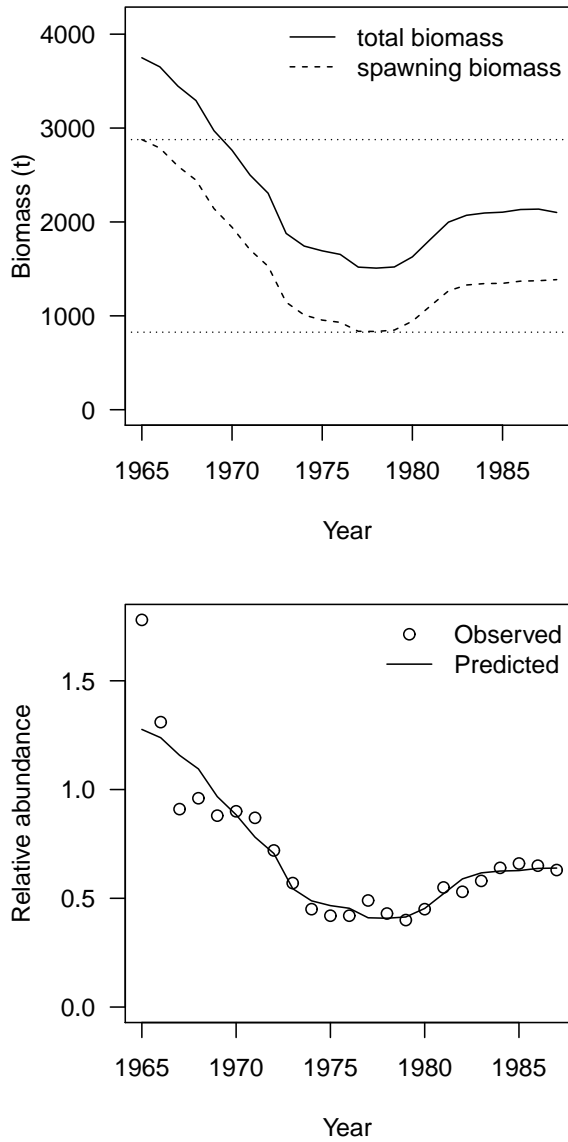 4000
3000
2000
1000
0
Biomass (t)
total biomass
spawning biomass
1965 1970 1975 1980 1985
Year
1.5
1.0
0.5
0.0
Relative abundance
Observed
Predicted
1965 1970 1975 1980 1985
Year